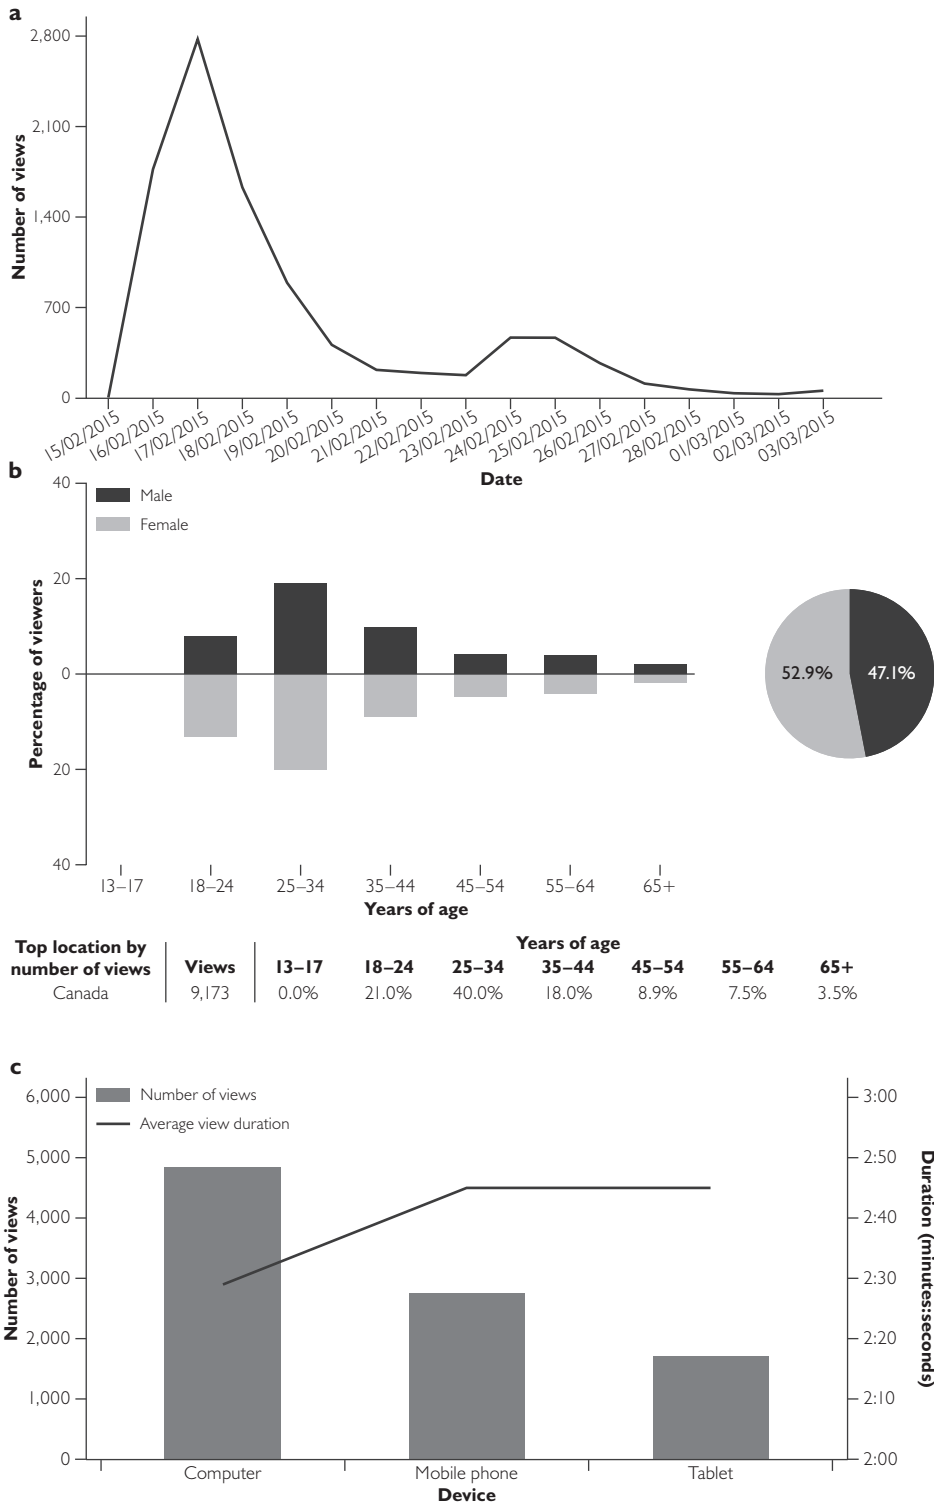 a
Number of views
2,800
2,100
1,400
700
0
15/02/2015
16/02/2015
17/02/2015
18/02/2015
19/02/2015
20/02/2015
21/02/2015
22/02/2015
23/02/2015
24/02/2015
25/02/2015
26/02/2015
27/02/2015
28/02/2015
01/03/2015
02/03/2015
03/03/2015
Date
b
Percentage of viewers
40
20
0
20
40
Male
Female
52.9%
47.1%
13–17
18–24
25–34
35–44
45–54
55–64
65+
Years of age
Top location by Years of age
number of views Views 13–17 18–24 25–34 35–44 45–54 55–64 65+
Canada 9,173 0.0% 21.0% 40.0% 18.0% 8.9% 7.5% 3.5%
c
Number of views
6,000
5,000
4,000
3,000
2,000
1,000
0
Number of views
Average view duration
3:00
2:50
2:40
2:30
2:20
2:10
2:00
Duration (minutes:seconds)
Computer
Mobile phone
Tablet
Device